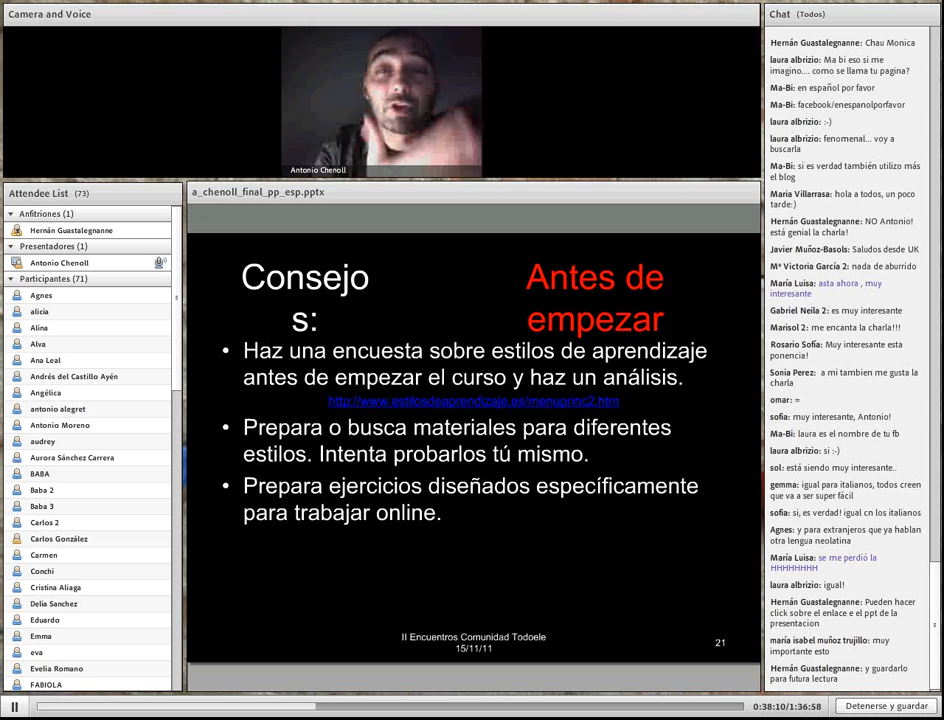 Camera and Voice
Antonio Chenoll
Attendee List (73)
Anfitriones (1)
Hernán Guastalegnanne
Presentadores (1)
Antonio Chenoll
Participantes (71)
Agnes
alicia
Alina
Alva
Ana Leal
Andrés del Castillo Ayén
Angélica
antonio alegret
Antonio Moreno
audrey
Aurora Sánchez Carrera
BABA
Baba 2
Baba 3
Carlos 2
Carlos González
Carmen
Conchi
Cristina Aliaga
Delia Sanchez
Eduardo
Emma
eva
Evelia Romano
FABIOLA
a_chenoll_final_pp_esp.pptx
Consejo
s:
Antes de
empezar
• Haz una encuesta sobre estilos de aprendizaje
antes de empezar el curso y haz un análisis.
http://www.estilosdeaprendizaje.es/menuprinc2.htm
• Prepara o busca materiales para diferentes
estilos. Intenta probarlos tú mismo.
• Prepara ejercicios diseñados específicamente
para trabajar online.
II Encuentros Comunidad Todoele
15/11/11
21
Chat (Todos)
Hernán Guastalegnanne: Chau Monica
laura albrizio: Ma bi eso si me
imagino.... como se llama tu pagina?
Ma-Bi: en español por favor
Ma-Bi: facebook/enespanolporfavor
laura albrizio: :-)
laura albrizio: fenomenal... voy a
buscarla
Ma-Bi: si es verdad también utilizo más
el blog
Maria Villarrasa: hola a todos, un poco
tarde:)
Hernán Guastalegnanne: NO Antonio!
está genial la charla!
Javier Muñoz-Basols: Saludos desde UK
Mª Victoria García 2: nada de aburrido
María Luisa: asta ahora , muy
interesante
Gabriel Neila 2: es muy interesante
Marisol 2: me encanta la charla!!!
Rosario Sofía: Muy interesante esta
ponencia!
Sonia Perez: a mi tambien me gusta la
charla
omar: =
sofia: muy interesante, Antonio!
Ma-Bi: laura es el nombre de tu fb
laura albrizio: si :-)
sol: está siendo muy interesante..
gemma: igual para italianos, todos creen
que va a ser super fácil
sofia: si, es verdad! igual cn los italianos
Agnes: y para extranjeros que ya hablan
otra lengua neolatina
María Luisa: se me perdió la
HHHHHHHH
laura albrizio: igual!
Hernán Guastalegnanne: Pueden hacer
click sobre el enlace e el ppt de la
presentacion
maría isabel muñoz trujillo: muy
importante esto
Hernán Guastalegnanne: y guardarlo
para futura lectura
0:38:10/1:36:58
Detenerse y guardar